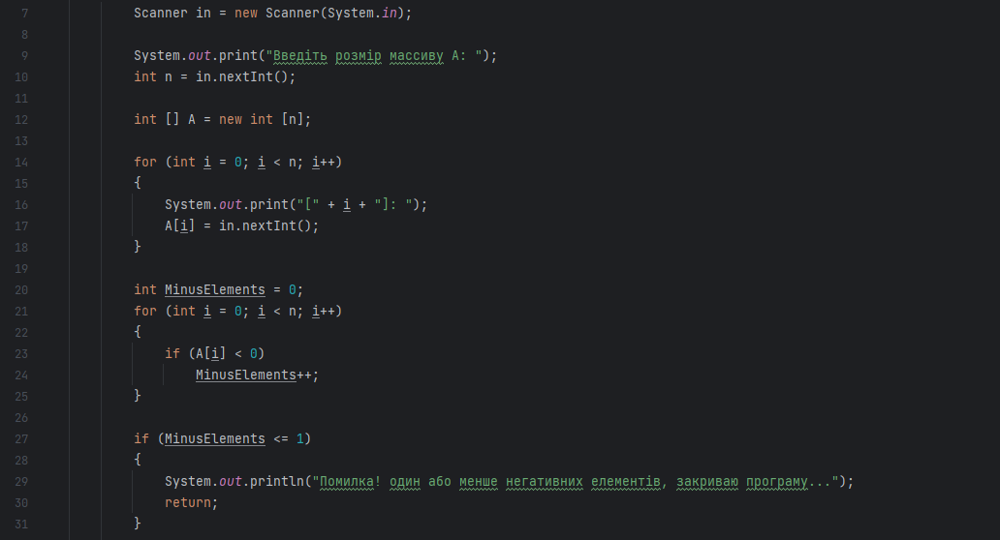 7 Scanner in = new Scanner(System.in);
8
9 System.out.print("Введіть розмір массиву A: ");
10 int n = in.nextInt();
11
12 int [] A = new int [n];
13
14 for (int i = 0; i < n; i++)
15 {
16 System.out.print("[" + i + "]: ");
17 A[i] = in.nextInt();
18 }
19
20 int MinusElements = 0;
21 for (int i = 0; i < n; i++)
22 {
23 if (A[i] < 0)
24 MinusElements++;
25 }
26
27 if (MinusElements <= 1)
28 {
29 System.out.println("Помилка! один або менше негативних елементів, закриваю програму...");
30 return;
31 }